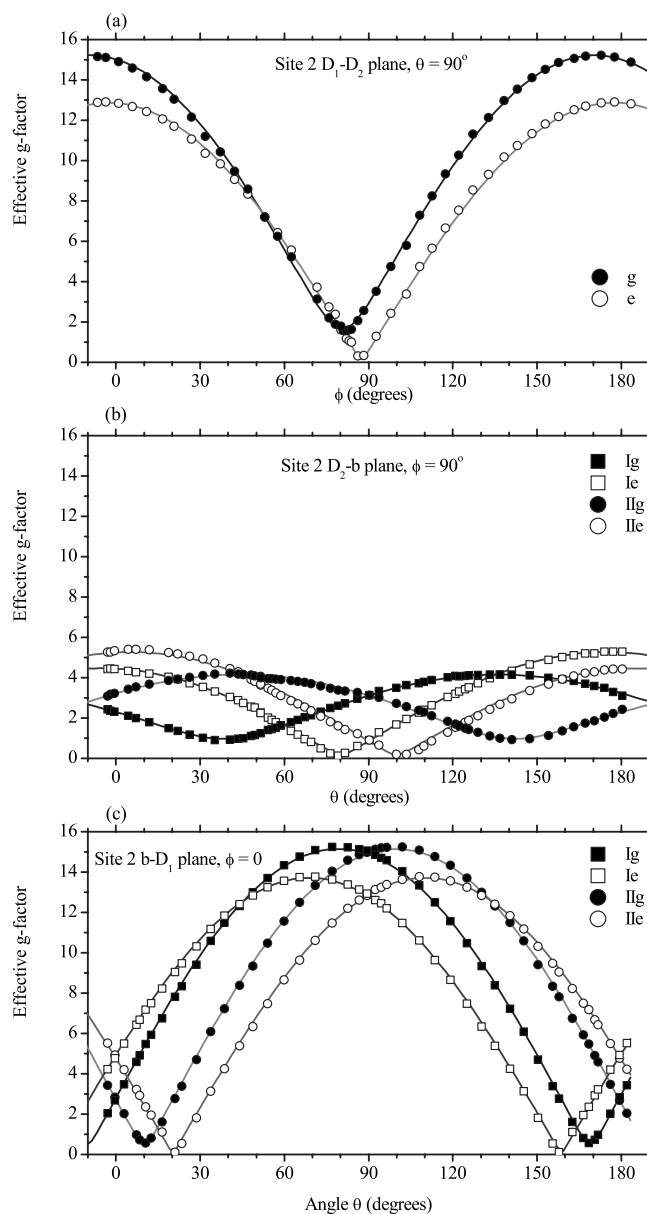 (a)
Site 2 D₁-D₂ plane, θ = 90°
16
14
12
10
8
6
4
2
0
Effective g-factor
g
e
0 30 60 90 120 150 180
ϕ (degrees)
(b)
Site 2 D₂-b plane, ϕ = 90°
16
14
12
10
8
6
4
2
0
Effective g-factor
Ig
Ie
IIg
IIe
0 30 60 90 120 150 180
θ (degrees)
(c)
Site 2 b-D₁ plane, ϕ = 0
16
14
12
10
8
6
4
2
0
Effective g-factor
Ig
Ie
IIg
IIe
0 30 60 90 120 150 180
Angle θ (degrees)